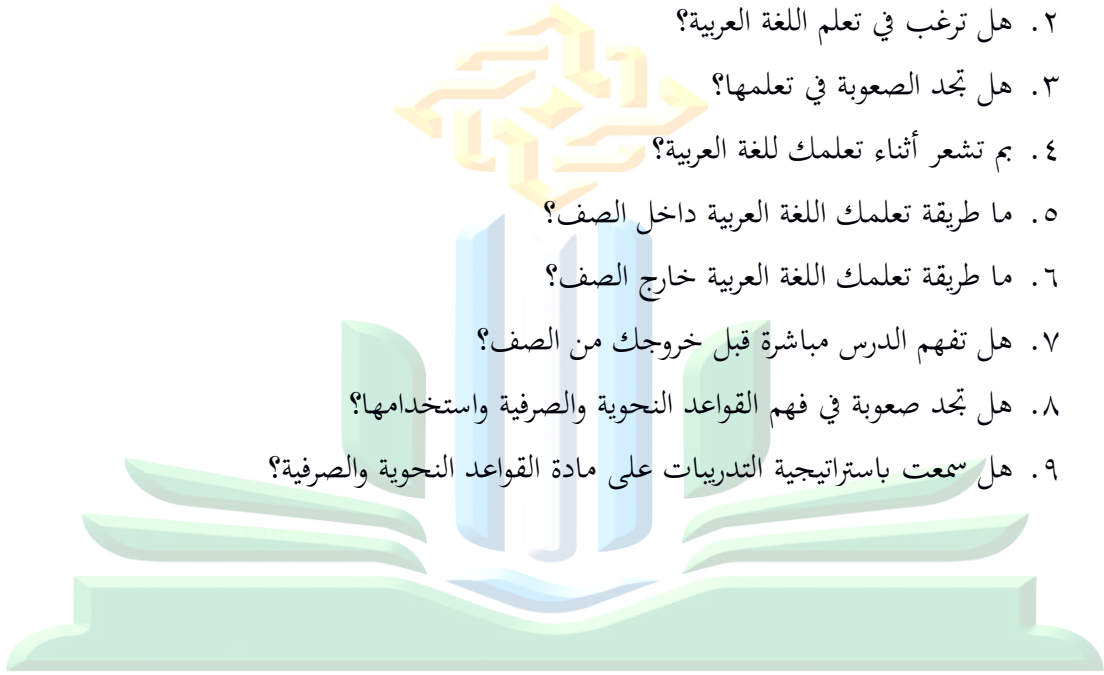 ٢. هل ترغب في تعلم اللغة العربية؟
٣. هل تجد الصعوبة في تعلمها؟
٤. بم تشعر أثناء تعلمك للغة العربية؟
٥. ما طريقة تعلمك اللغة العربية داخل الصف؟
٦. ما طريقة تعلمك اللغة العربية خارج الصف؟
٧. هل تفهم الدرس مباشرة قبل خروجك من الصف؟
٨. هل تجد صعوبة في فهم القواعد النحوية والصرفية واستخدامها؟
٩. هل سمعت باستراتيجية التدريبات على مادة القواعد النحوية والصرفية؟